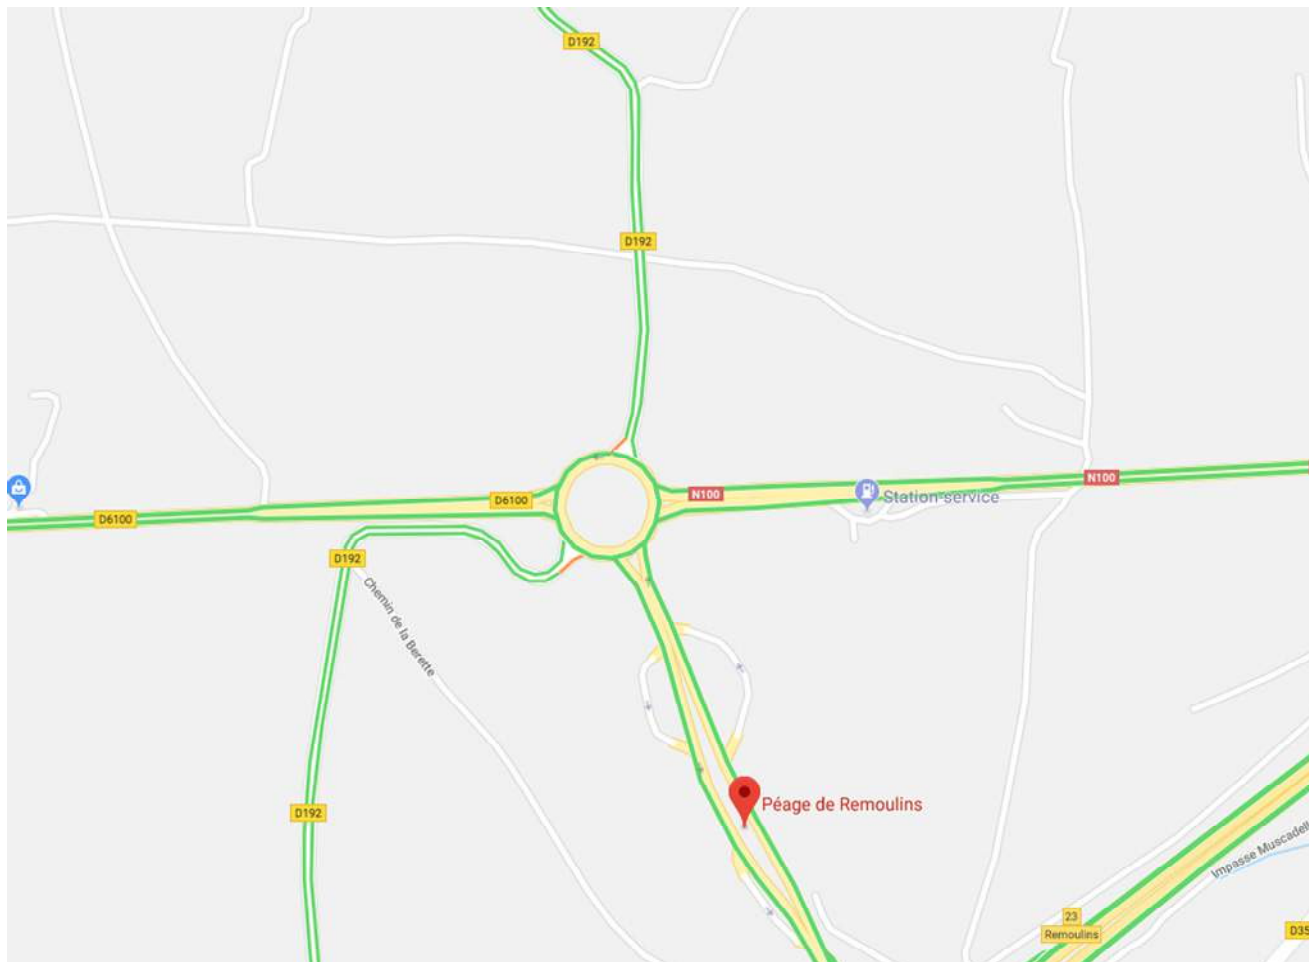 D192
D192
D6100
N100
Station-service
N100
D6100
D192
Chemin de la Berette
D192
Péage de Remoulins
Impasse Muscadell
23
Remoulins
D35